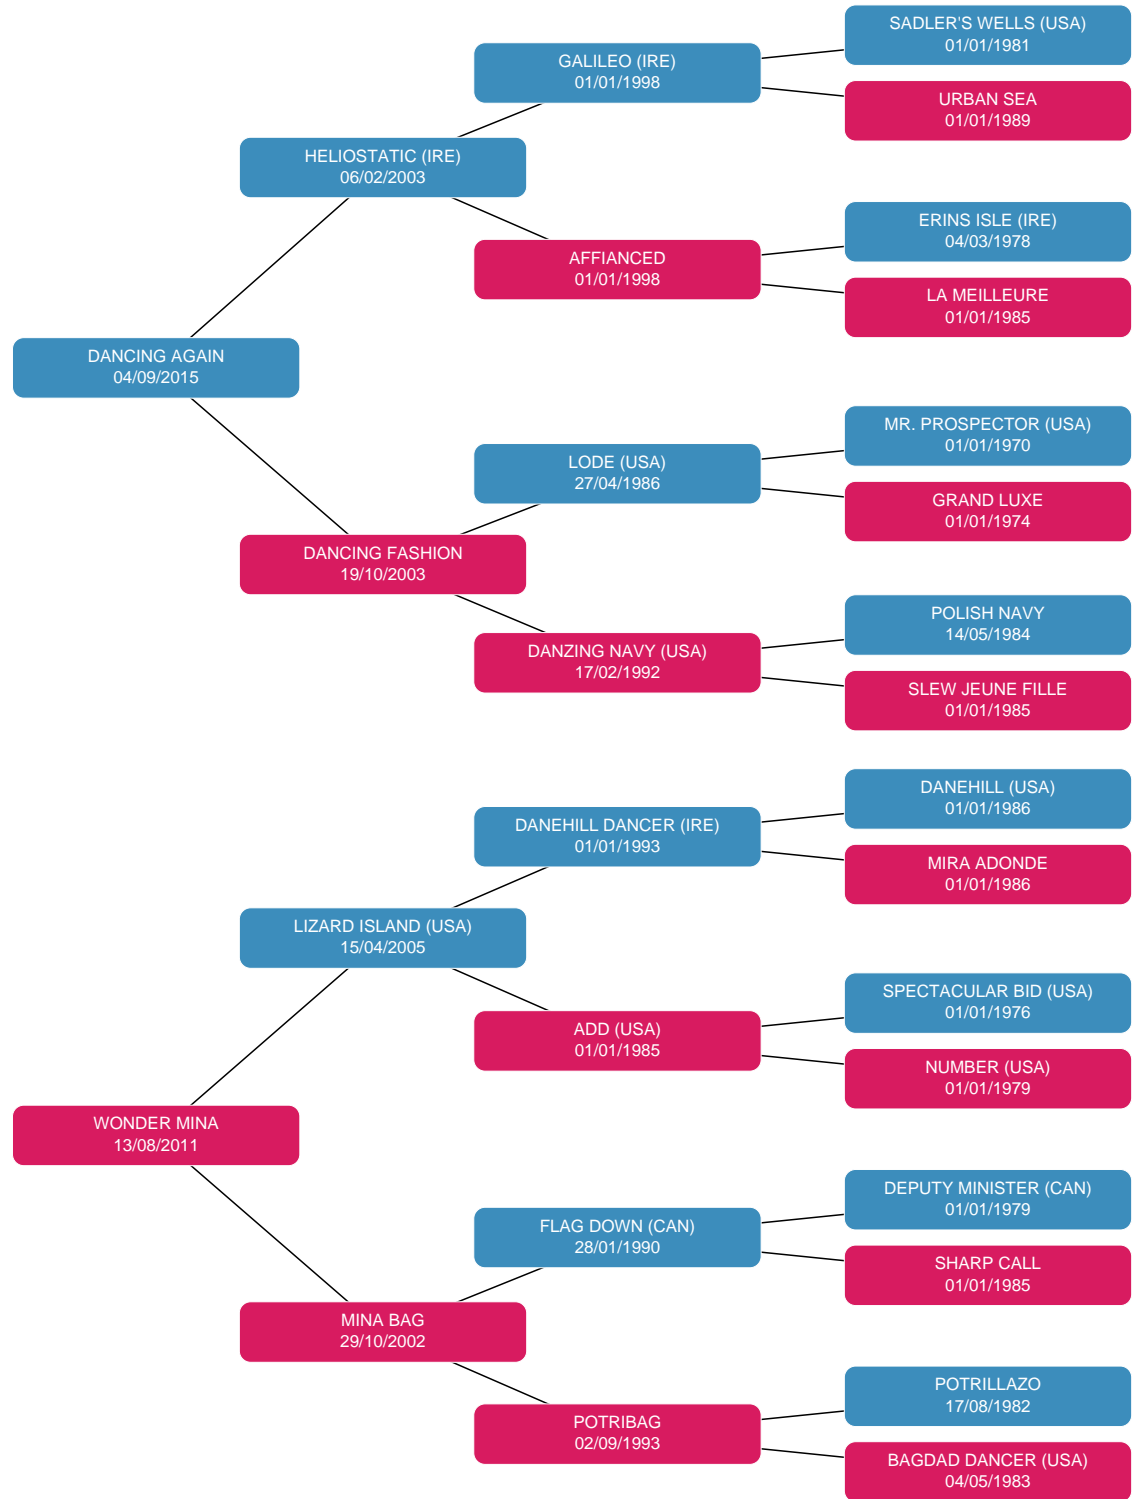 SADLER'S WELLS (USA)
01/01/1981
GALILEO (IRE)
01/01/1998
URBAN SEA
01/01/1989
HELIOSTATIC (IRE)
06/02/2003
ERINS ISLE (IRE)
04/03/1978
AFFIANCED
01/01/1998
LA MEILLEURE
01/01/1985
DANCING AGAIN
04/09/2015
MR. PROSPECTOR (USA)
01/01/1970
LODE (USA)
27/04/1986
GRAND LUXE
01/01/1974
DANCING FASHION
19/10/2003
POLISH NAVY
14/05/1984
DANZING NAVY (USA)
17/02/1992
SLEW JEUNE FILLE
01/01/1985
DANEHILL (USA)
01/01/1986
DANEHILL DANCER (IRE)
01/01/1993
MIRA ADONDE
01/01/1986
LIZARD ISLAND (USA)
15/04/2005
SPECTACULAR BID (USA)
01/01/1976
ADD (USA)
01/01/1985
NUMBER (USA)
01/01/1979
WONDER MINA
13/08/2011
DEPUTY MINISTER (CAN)
01/01/1979
FLAG DOWN (CAN)
28/01/1990
SHARP CALL
01/01/1985
MINA BAG
29/10/2002
POTRILLAZO
17/08/1982
POTRIBAG
02/09/1993
BAGDAD DANCER (USA)
04/05/1983